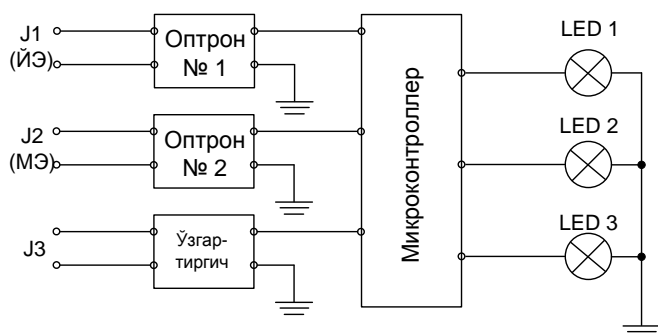 J1
(ЙЭ)
Оптрон
№ 1
J2
(МЭ)
Оптрон
№ 2
J3
Ўзгар-
тиргич
Микроконтроллер
LED 1
LED 2
LED 3